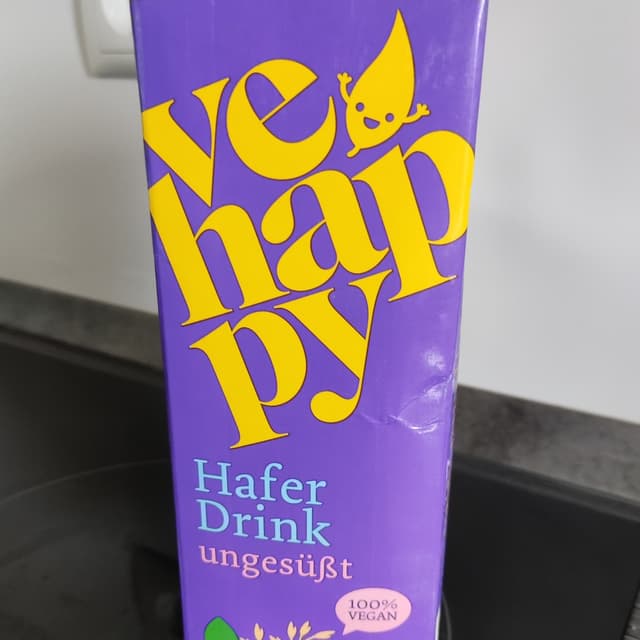 ve
hap
py
Hafer
Drink
ungesüßt
100%
VEGAN